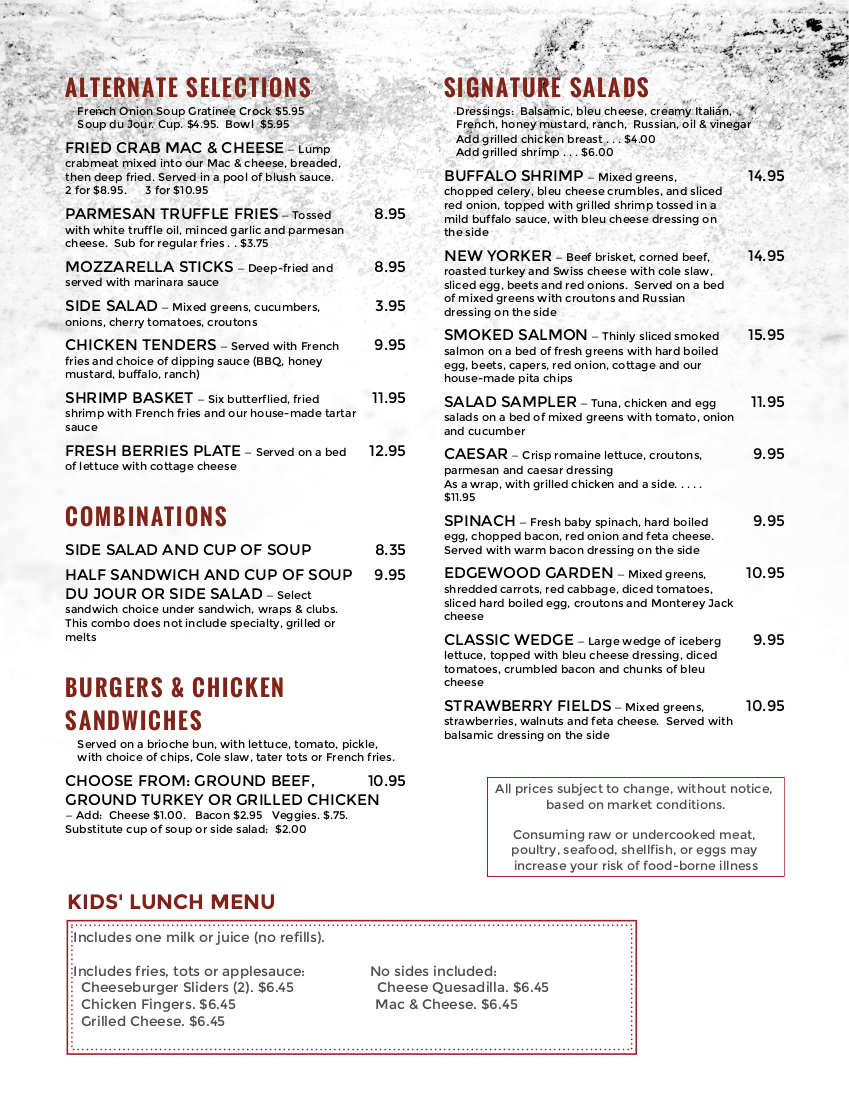 ALTERNATE SELECTIONS
French Onion Soup Gratinee Crock $5.95
Soup du Jour. Cup. $4.95. Bowl $5.95
FRIED CRAB MAC & CHEESE – Lump
crabmeat mixed into our Mac & cheese, breaded,
then deep fried. Served in a pool of blush sauce.
2 for $8.95. 3 for $10.95
PARMESAN TRUFFLE FRIES – Tossed 8.95
with white truffle oil, minced garlic and parmesan
cheese. Sub for regular fries . . $3.75
MOZZARELLA STICKS – Deep-fried and 8.95
served with marinara sauce
SIDE SALAD – Mixed greens, cucumbers, 3.95
onions, cherry tomatoes, croutons
CHICKEN TENDERS – Served with French 9.95
fries and choice of dipping sauce (BBQ, honey
mustard, buffalo, ranch)
SHRIMP BASKET – Six butterflied, fried 11.95
shrimp with French fries and our house-made tartar
sauce
FRESH BERRIES PLATE – Served on a bed 12.95
of lettuce with cottage cheese
COMBINATIONS
SIDE SALAD AND CUP OF SOUP 8.35
HALF SANDWICH AND CUP OF SOUP 9.95
DU JOUR OR SIDE SALAD – Select
sandwich choice under sandwich, wraps & clubs.
This combo does not include specialty, grilled or
melts
BURGERS & CHICKEN
SANDWICHES
Served on a brioche bun, with lettuce, tomato, pickle,
with choice of chips, Cole slaw, tater tots or French fries.
CHOOSE FROM: GROUND BEEF, 10.95
GROUND TURKEY OR GRILLED CHICKEN
– Add: Cheese $1.00. Bacon $2.95 Veggies. $.75.
Substitute cup of soup or side salad: $2.00
SIGNATURE SALADS
Dressings: Balsamic, bleu cheese, creamy Italian,
French, honey mustard, ranch, Russian, oil & vinegar
Add grilled chicken breast . . . $4.00
Add grilled shrimp . . . $6.00
BUFFALO SHRIMP – Mixed greens, 14.95
chopped celery, bleu cheese crumbles, and sliced
red onion, topped with grilled shrimp tossed in a
mild buffalo sauce, with bleu cheese dressing on
the side
NEW YORKER – Beef brisket, corned beef, 14.95
roasted turkey and Swiss cheese with cole slaw,
sliced egg, beets and red onions. Served on a bed
of mixed greens with croutons and Russian
dressing on the side
SMOKED SALMON – Thinly sliced smoked 15.95
salmon on a bed of fresh greens with hard boiled
egg, beets, capers, red onion, cottage and our
house-made pita chips
SALAD SAMPLER – Tuna, chicken and egg 11.95
salads on a bed of mixed greens with tomato, onion
and cucumber
CAESAR – Crisp romaine lettuce, croutons, 9.95
parmesan and caesar dressing
As a wrap, with grilled chicken and a side. . . . .
$11.95
SPINACH – Fresh baby spinach, hard boiled 9.95
egg, chopped bacon, red onion and feta cheese.
Served with warm bacon dressing on the side
EDGEWOOD GARDEN – Mixed greens, 10.95
shredded carrots, red cabbage, diced tomatoes,
sliced hard boiled egg, croutons and Monterey Jack
cheese
CLASSIC WEDGE – Large wedge of iceberg 9.95
lettuce, topped with bleu cheese dressing, diced
tomatoes, crumbled bacon and chunks of bleu
cheese
STRAWBERRY FIELDS – Mixed greens, 10.95
strawberries, walnuts and feta cheese. Served with
balsamic dressing on the side
All prices subject to change, without notice,
based on market conditions.
Consuming raw or undercooked meat,
poultry, seafood, shellfish, or eggs may
increase your risk of food-borne illness
KIDS' LUNCH MENU
Includes one milk or juice (no refills).
Includes fries, tots or applesauce:
Cheeseburger Sliders (2). $6.45
Chicken Fingers. $6.45
Grilled Cheese. $6.45
No sides included:
Cheese Quesadilla. $6.45
Mac & Cheese. $6.45